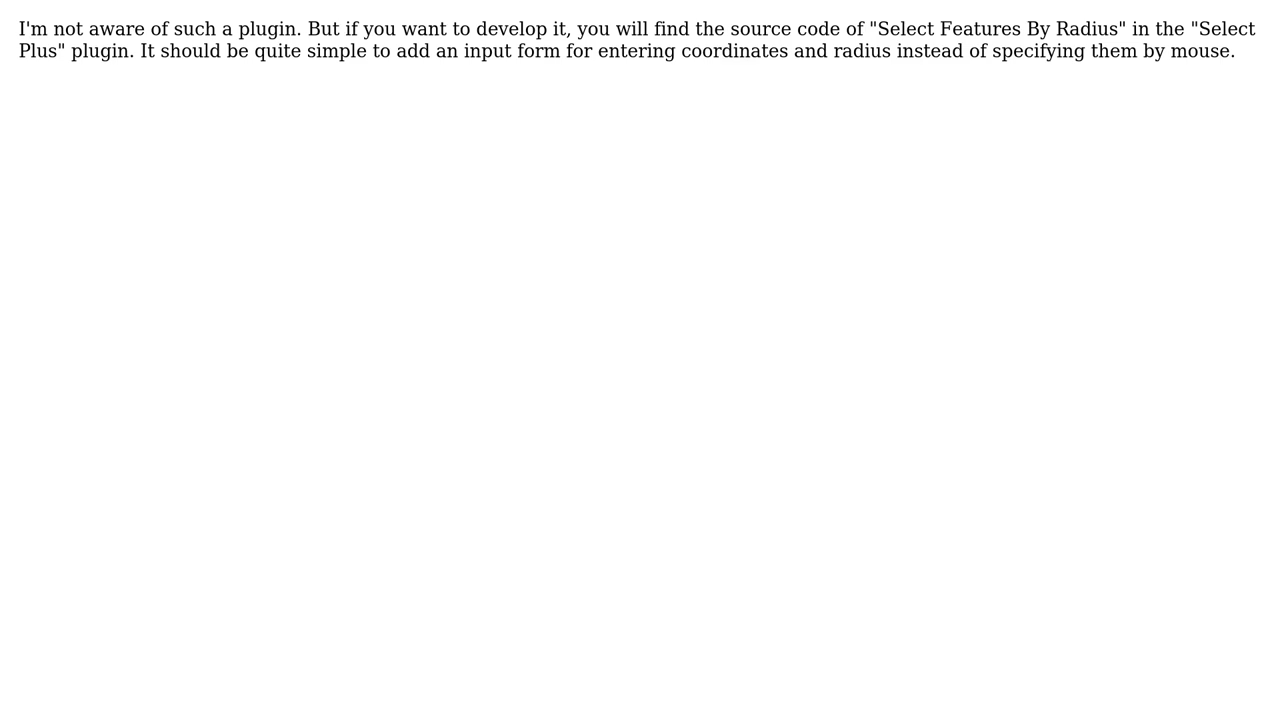 I'm not aware of such a plugin. But if you want to develop it, you will find the source code of "Select Features By Radius" in the "Select
Plus" plugin. It should be quite simple to add an input form for entering coordinates and radius instead of specifying them by mouse.